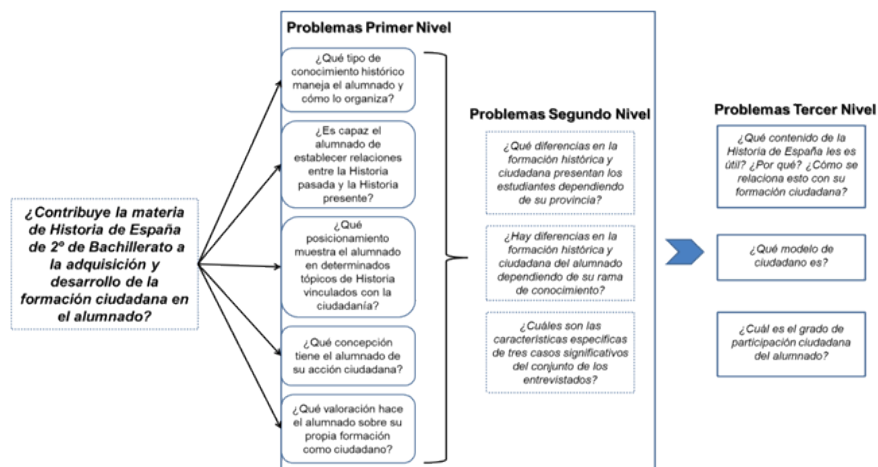 ¿Contribuye la materia
de Historia de España
de 2º de Bachillerato a
la adquisición y
desarrollo de la
formación ciudadana en
el alumnado?
Problemas Primer Nivel
¿Qué tipo de
conocimiento histórico
maneja el alumnado y
cómo lo organiza?
¿Es capaz el
alumnado de
establecer relaciones
entre la Historia
pasada y la Historia
presente?
¿Qué
posicionamiento
muestra el alumnado
en determinados
tópicos de Historia
vinculados con la
ciudadanía?
¿Qué concepción
tiene el alumnado de
su acción ciudadana?
¿Qué valoración hace
el alumnado sobre su
propia formación
como ciudadano?
Problemas Segundo Nivel
¿Qué diferencias en la
formación histórica y
ciudadana presentan los
estudiantes dependiendo
de su provincia?
¿Hay diferencias en la
formación histórica y
ciudadana del alumnado
dependiendo de su rama
de conocimiento?
¿Cuáles son las
características específicas
de tres casos significativos
del conjunto de los
entrevistados?
Problemas Tercer Nivel
¿Qué contenido de la
Historia de España les es
útil? ¿Por qué? ¿Cómo se
relaciona esto con su
formación ciudadana?
¿Qué modelo de
ciudadano es?
¿Cuál es el grado de
participación ciudadana
del alumnado?